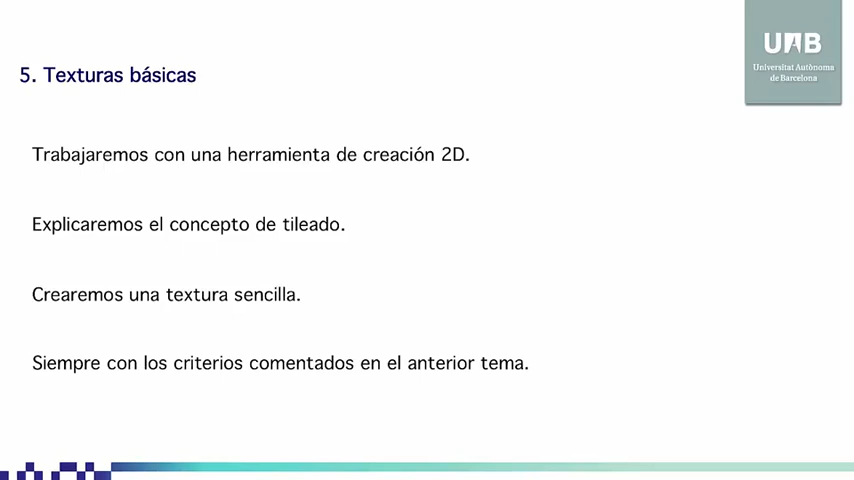 UAB
Universitat Autònoma
de Barcelona
5. Texturas básicas
Trabajaremos con una herramienta de creación 2D.
Explicaremos el concepto de tileado.
Crearemos una textura sencilla.
Siempre con los criterios comentados en el anterior tema.